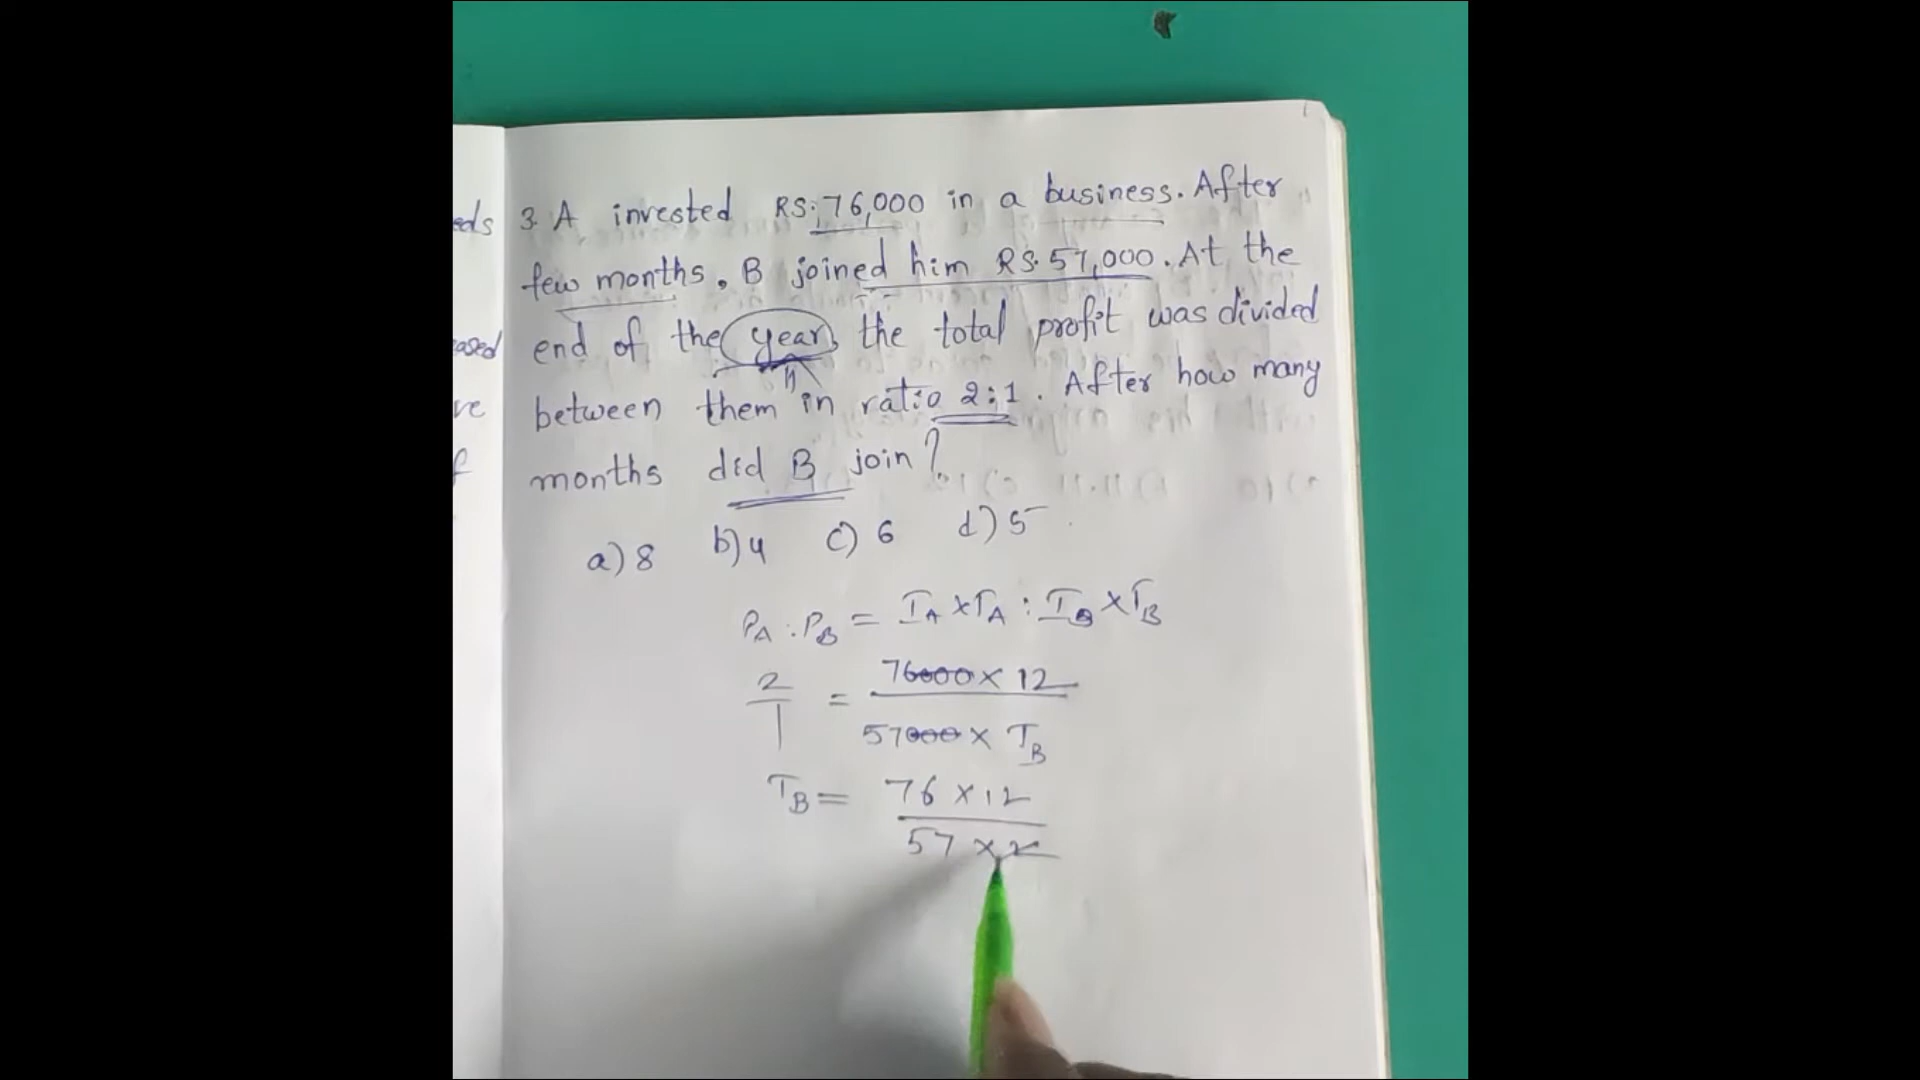 eds
ased
ve
f
3. A invested RS: 76,000 in a business. After
few months, B joined him RS. 57,000. At the
end of the year, the total profit was divided
between them in ratio 2:1. After how many
months did B join?
a) 8 b) 4 c) 6 d) 5
PA : PB = IA × TA : IB × TB
2/1 = 76000 × 12 / 57000 × TB
TB = 76 × 12 / 57 × 2